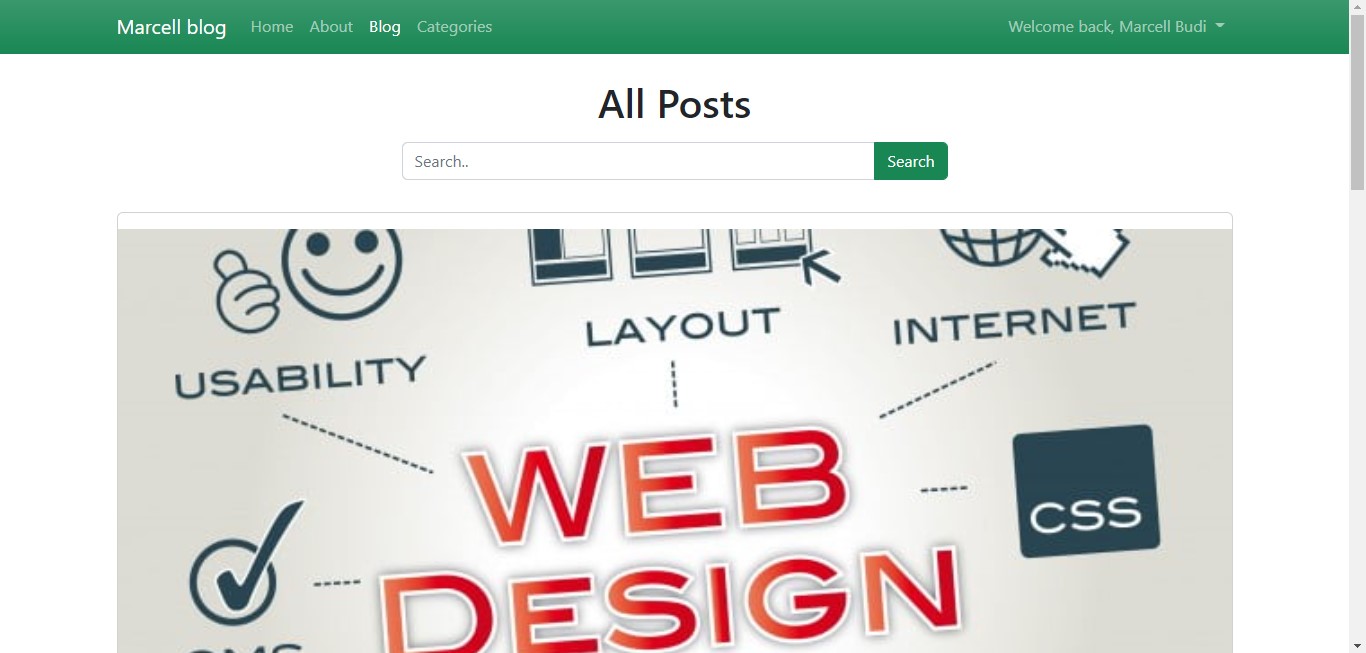 Marcell blog Home About Blog Categories Welcome back, Marcell Budi
All Posts
Search.. Search
USABILITY LAYOUT INTERNET
WEB
DESIGN
CSS
CMS